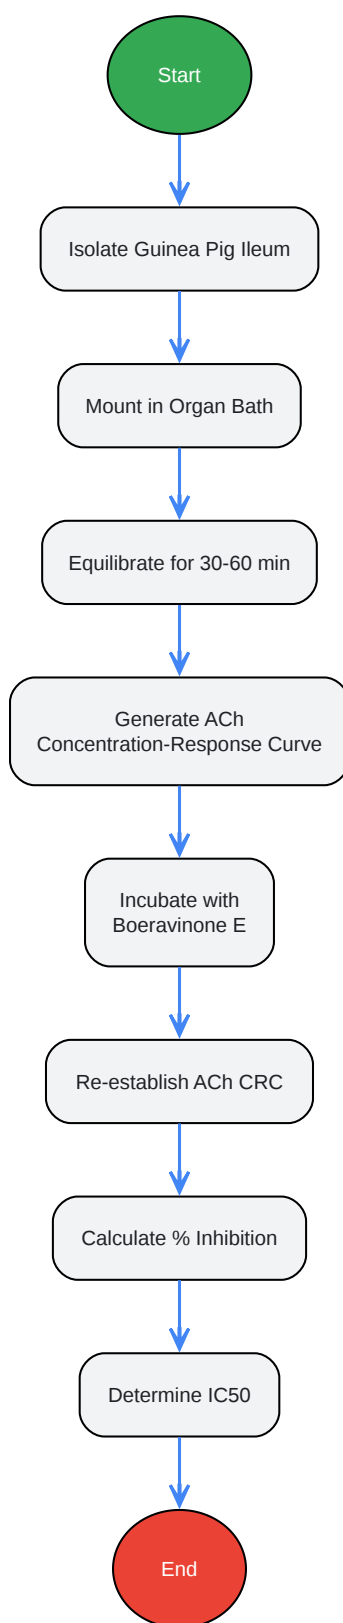 Start
Isolate Guinea Pig Ileum
Mount in Organ Bath
Equilibrate for 30-60 min
Generate ACh
Concentration-Response Curve
Incubate with
Boeravinone E
Re-establish ACh CRC
Calculate % Inhibition
Determine IC50
End